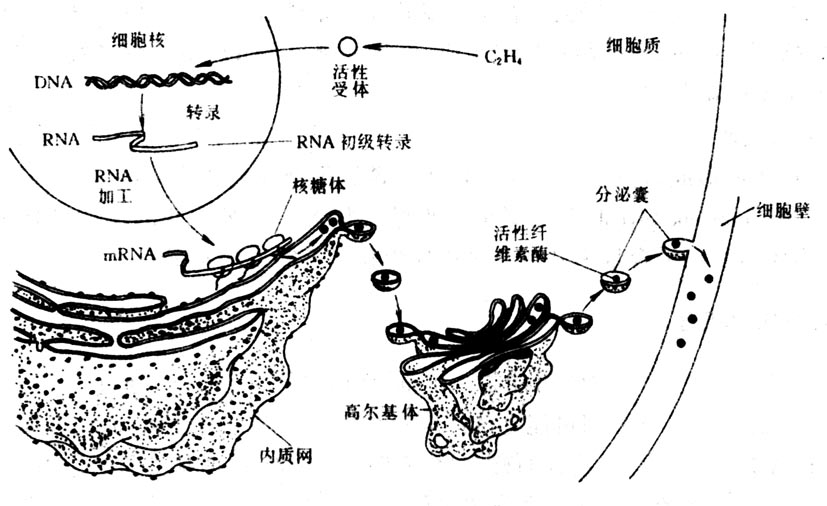 细胞核
活性
受体
C₂H₄
细胞质
DNA
转录
RNA
RNA 初级转录
RNA
加工
核糖体
mRNA
分泌囊
细胞壁
活性纤
维素酶
高尔基体
内质网